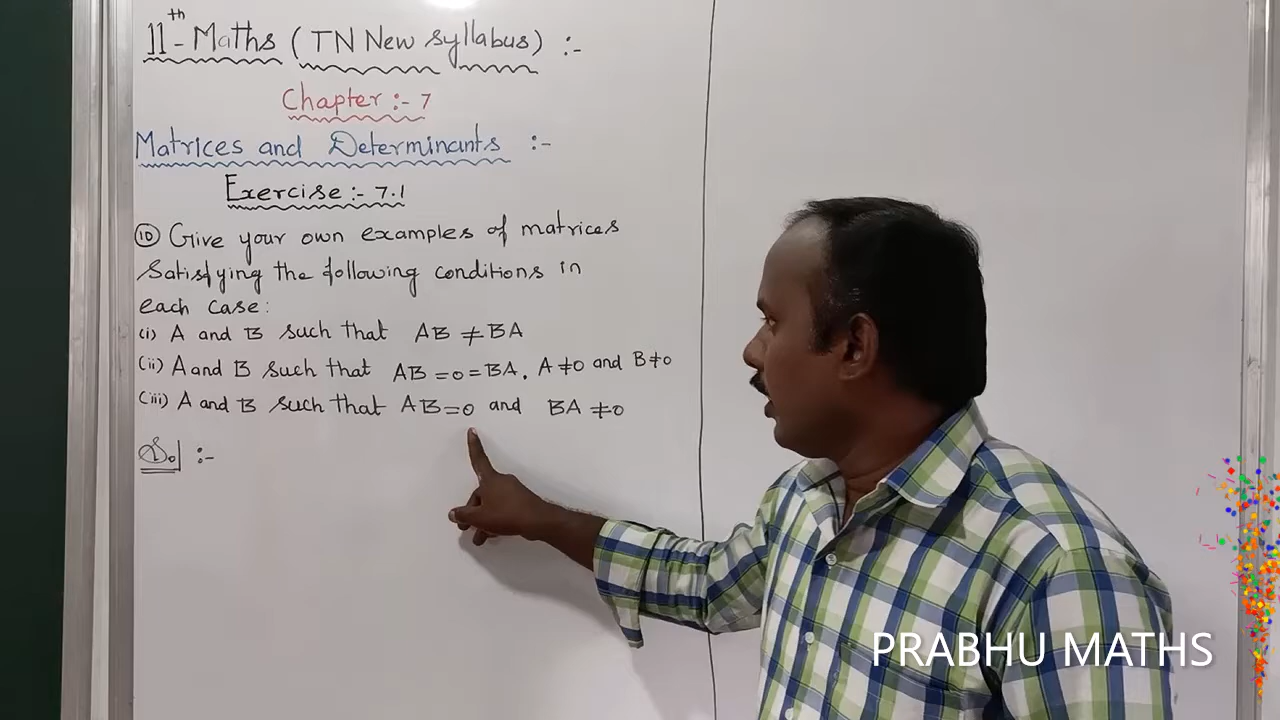 11th - Maths (TN New Syllabus) :-
Chapter :- 7
Matrices and Determinants :-
Exercise :- 7.1
⑩ Give your own examples of matrices
satisfying the following conditions in
each case:
(i) A and B such that AB ≠ BA
(ii) A and B such that AB = 0 = BA, A ≠ 0 and B ≠ 0
(iii) A and B such that AB = 0 and BA ≠ 0
Sol :-
PRABHU MATHS